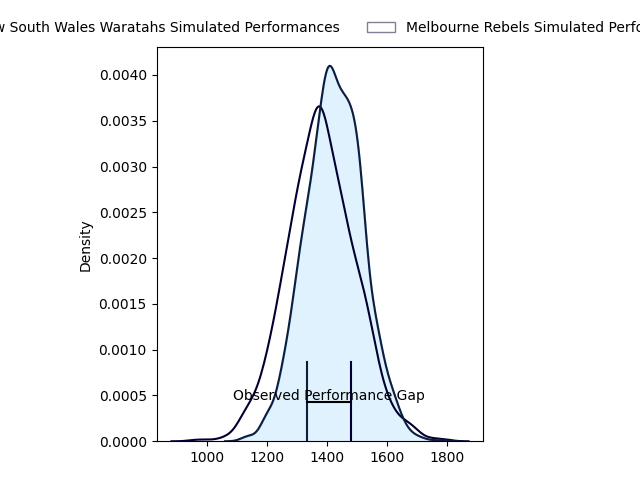 South Wales Waratahs Simulated Performances
Melbourne Rebels Simulated
0.0040
0.0035
0.0030
0.0025
0.0020
0.0015
0.0010
0.0005
0.0000
Density
Observed Performance Gap
1000 1200 1400 1600 1800